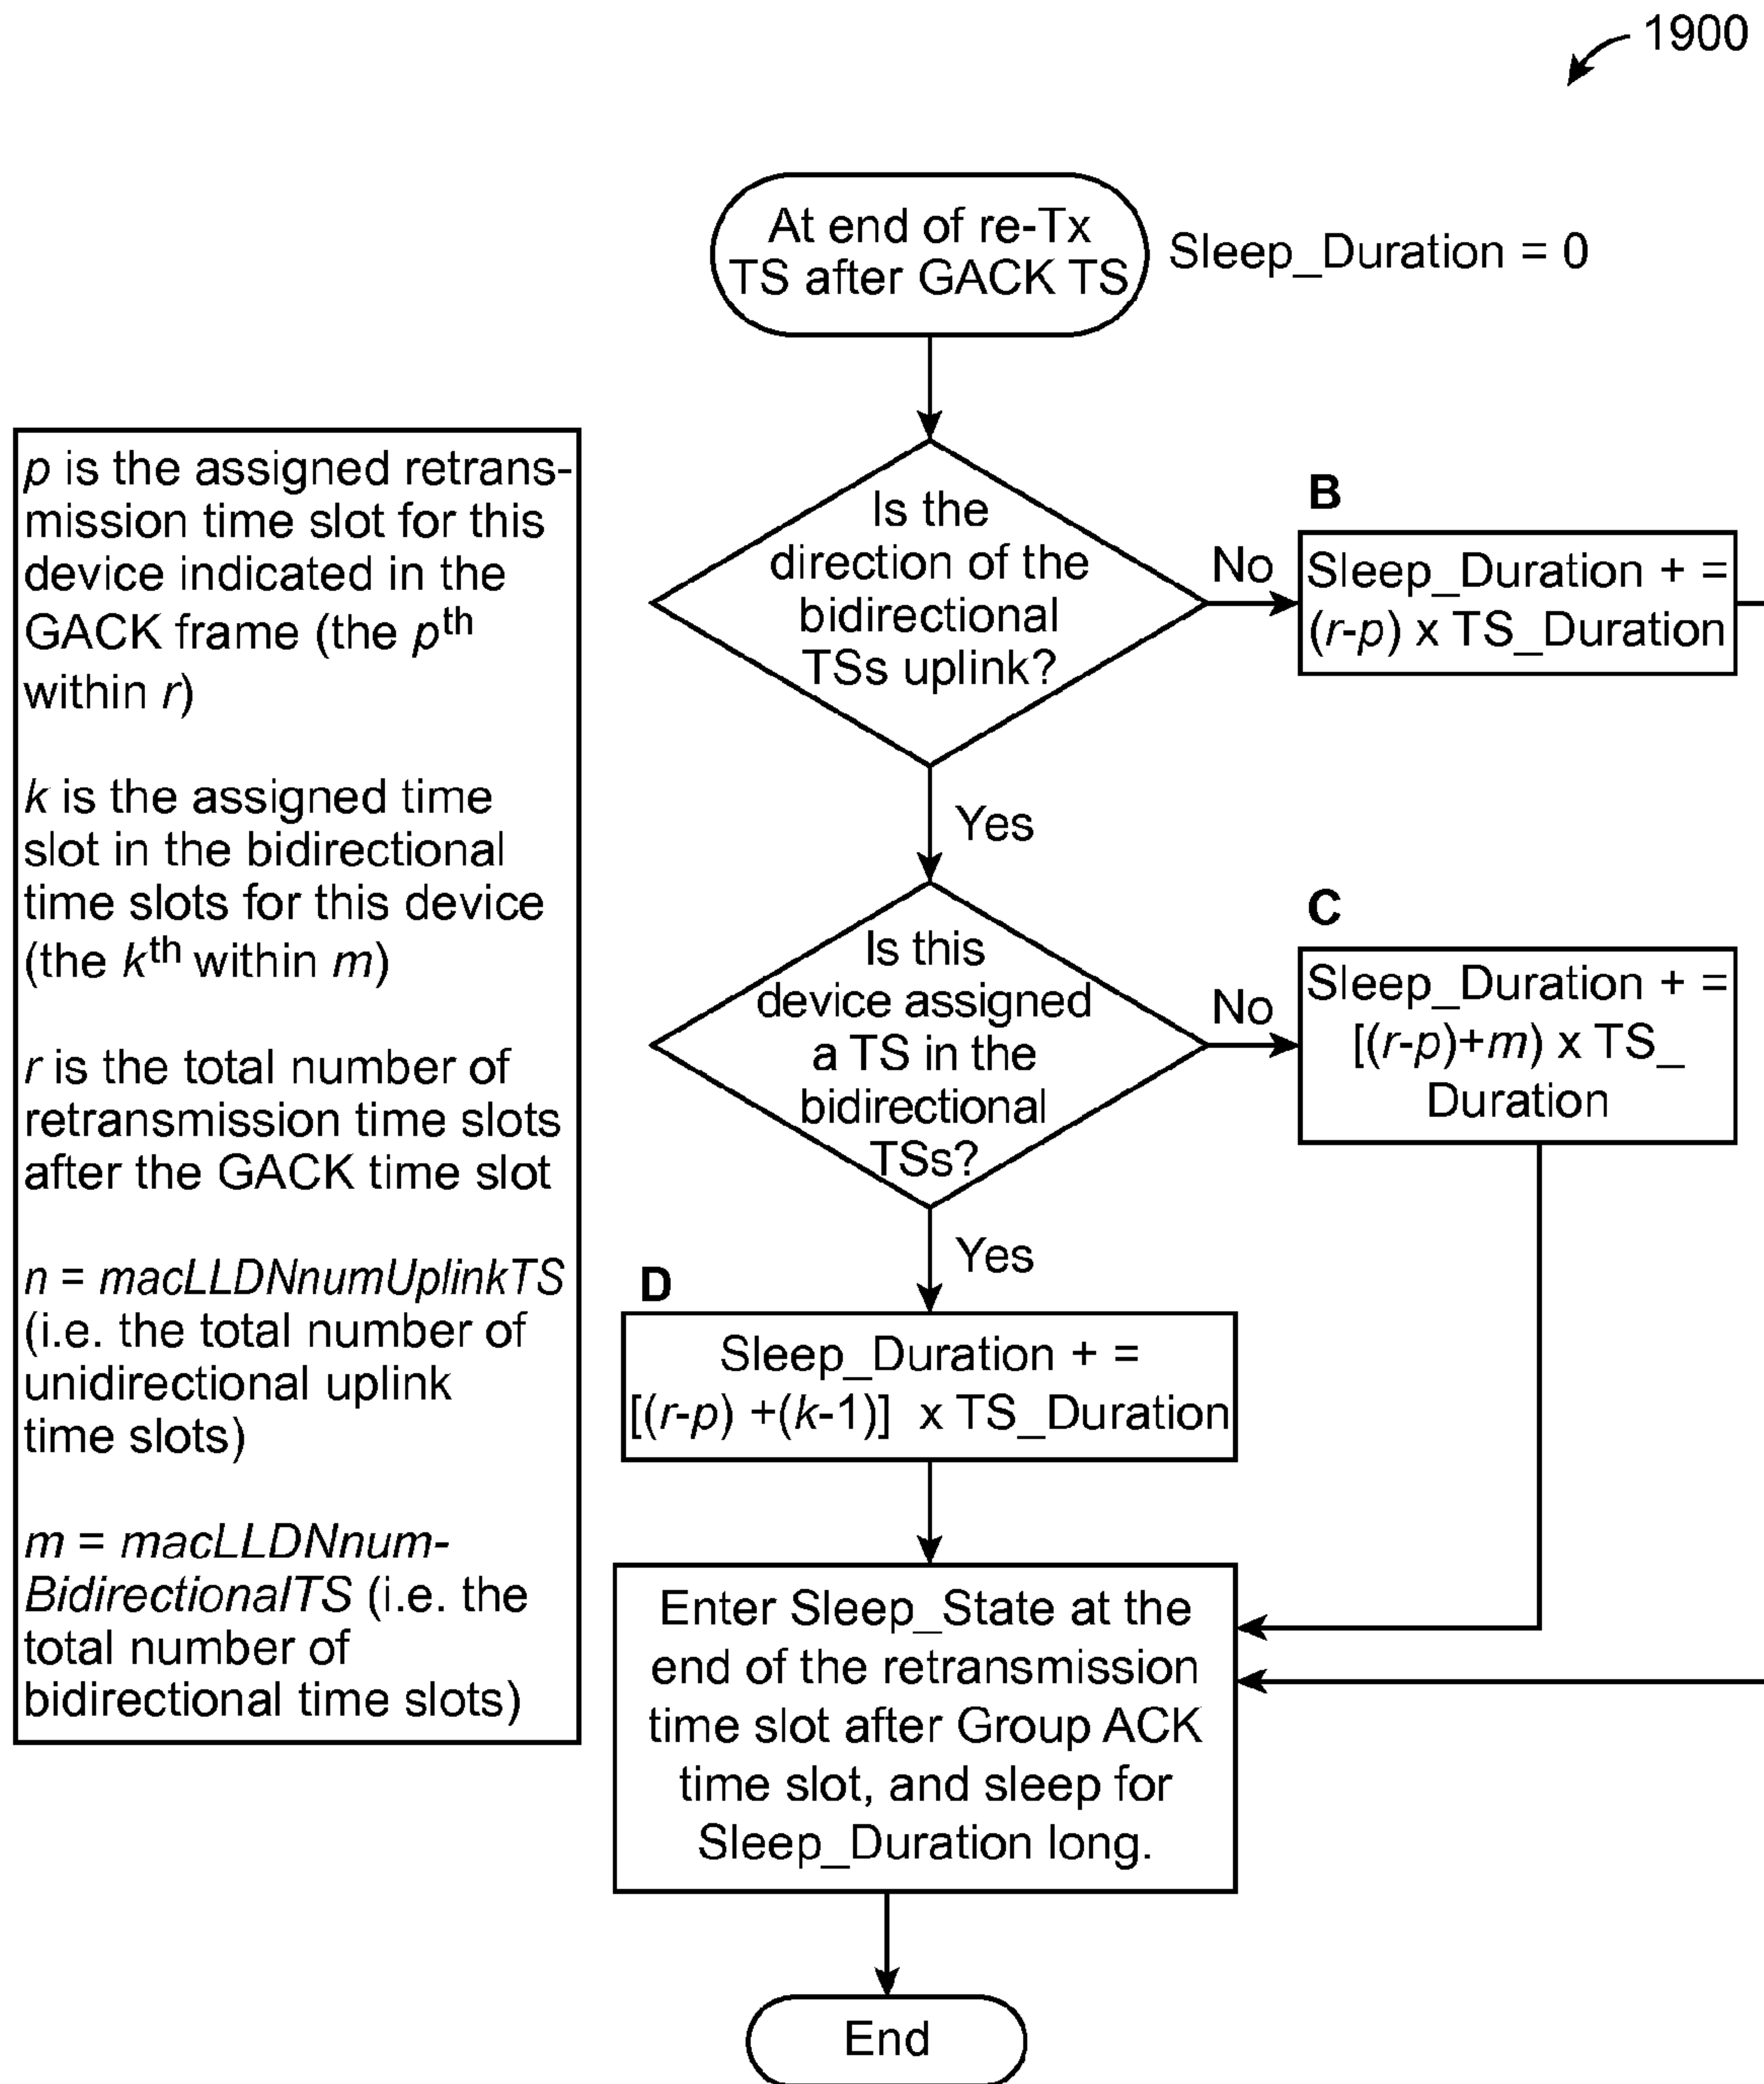 1900
At end of re-Tx
TS after GACK TS
Sleep_Duration = 0
p is the assigned retrans-
mission time slot for this
device indicated in the
GACK frame (the pth
within r)
k is the assigned time
slot in the bidirectional
time slots for this device
(the kth within m)
r is the total number of
retransmission time slots
after the GACK time slot
n = macLLDNnumUplinkTS
(i.e. the total number of
unidirectional uplink
time slots)
m = macLLDNnum-
BidirectionalTS (i.e. the
total number of
bidirectional time slots)
Is the
direction of the
bidirectional
TSs uplink?
No
B
Sleep_Duration + =
(r-p) x TS_Duration
Yes
Is this
device assigned
a TS in the
bidirectional
TSs?
No
C
Sleep_Duration + =
[(r-p)+m) x TS_
Duration
Yes
D
Sleep_Duration + =
[(r-p) +(k-1)] x TS_Duration
Enter Sleep_State at the
end of the retransmission
time slot after Group ACK
time slot, and sleep for
Sleep_Duration long.
End